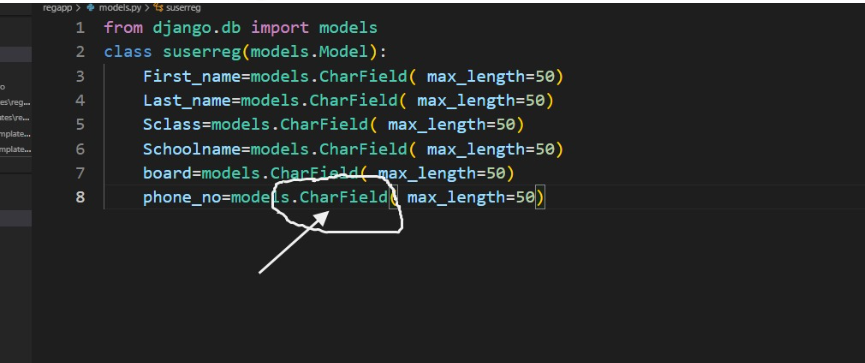 regapp > models.py > suserreg
1 from django.db import models
2 class suserreg(models.Model):
3 First_name=models.CharField( max_length=50)
4 Last_name=models.CharField( max_length=50)
5 Sclass=models.CharField( max_length=50)
6 Schoolname=models.CharField( max_length=50)
7 board=models.CharField( max_length=50)
8 phone_no=models.CharField( max_length=50)